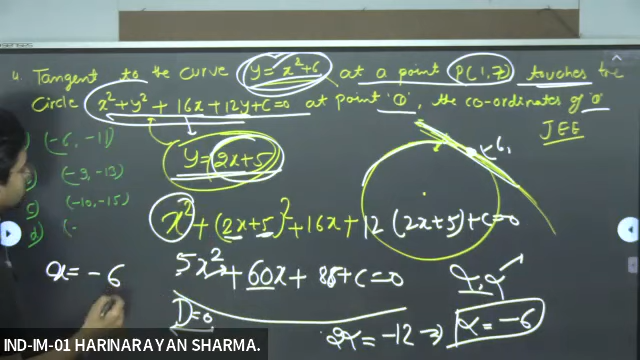 4. Tangent to the curve y = x²+6 at a point P(1,7) touches the
Circle x²+y² + 16x + 12y + c = 0 at point 'Q', the co-ordinates of 'Q'
JEE
(-6, -11)
y = 2x+5
(-9, -13)
c) (-10, -15)
d) (-
x² + (2x+5)² + 16x + 12(2x+5) + c = 0
5x² + 60x + 85 + c = 0
x = -6
D = 0
2α = -12 → α = -6
α, α
IND-IM-01 HARINARAYAN SHARMA.